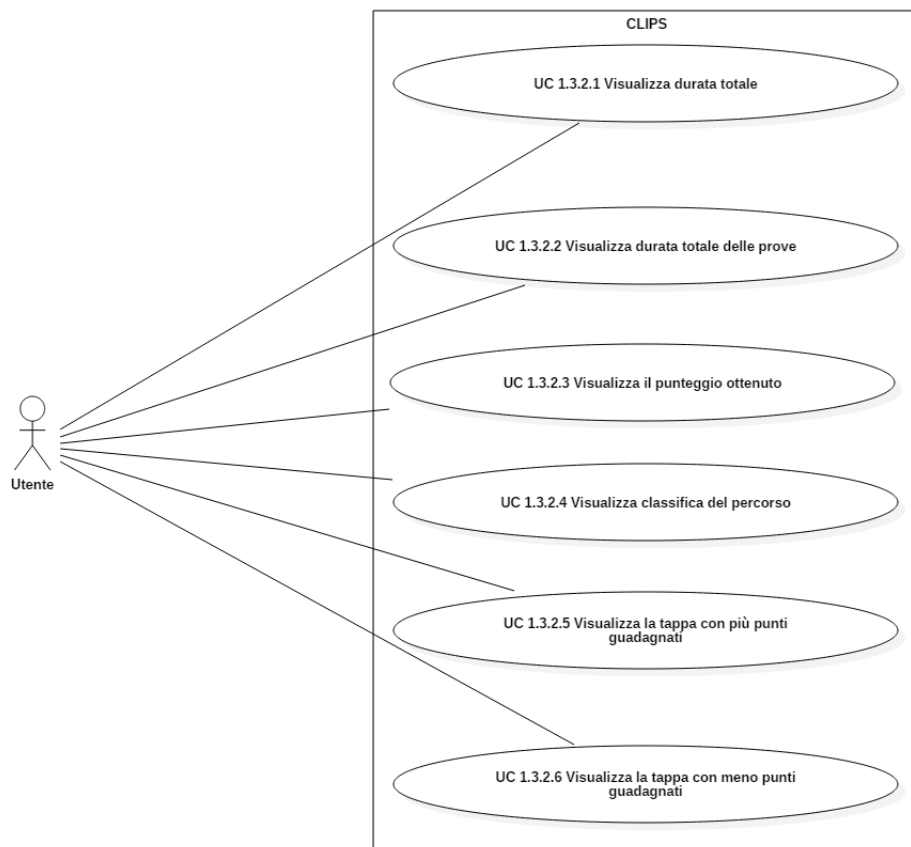 CLIPS
UC 1.3.2.1 Visualizza durata totale
UC 1.3.2.2 Visualizza durata totale delle prove
UC 1.3.2.3 Visualizza il punteggio ottenuto
Utente
UC 1.3.2.4 Visualizza classifica del percorso
UC 1.3.2.5 Visualizza la tappa con più punti
guadagnati
UC 1.3.2.6 Visualizza la tappa con meno punti
guadagnati